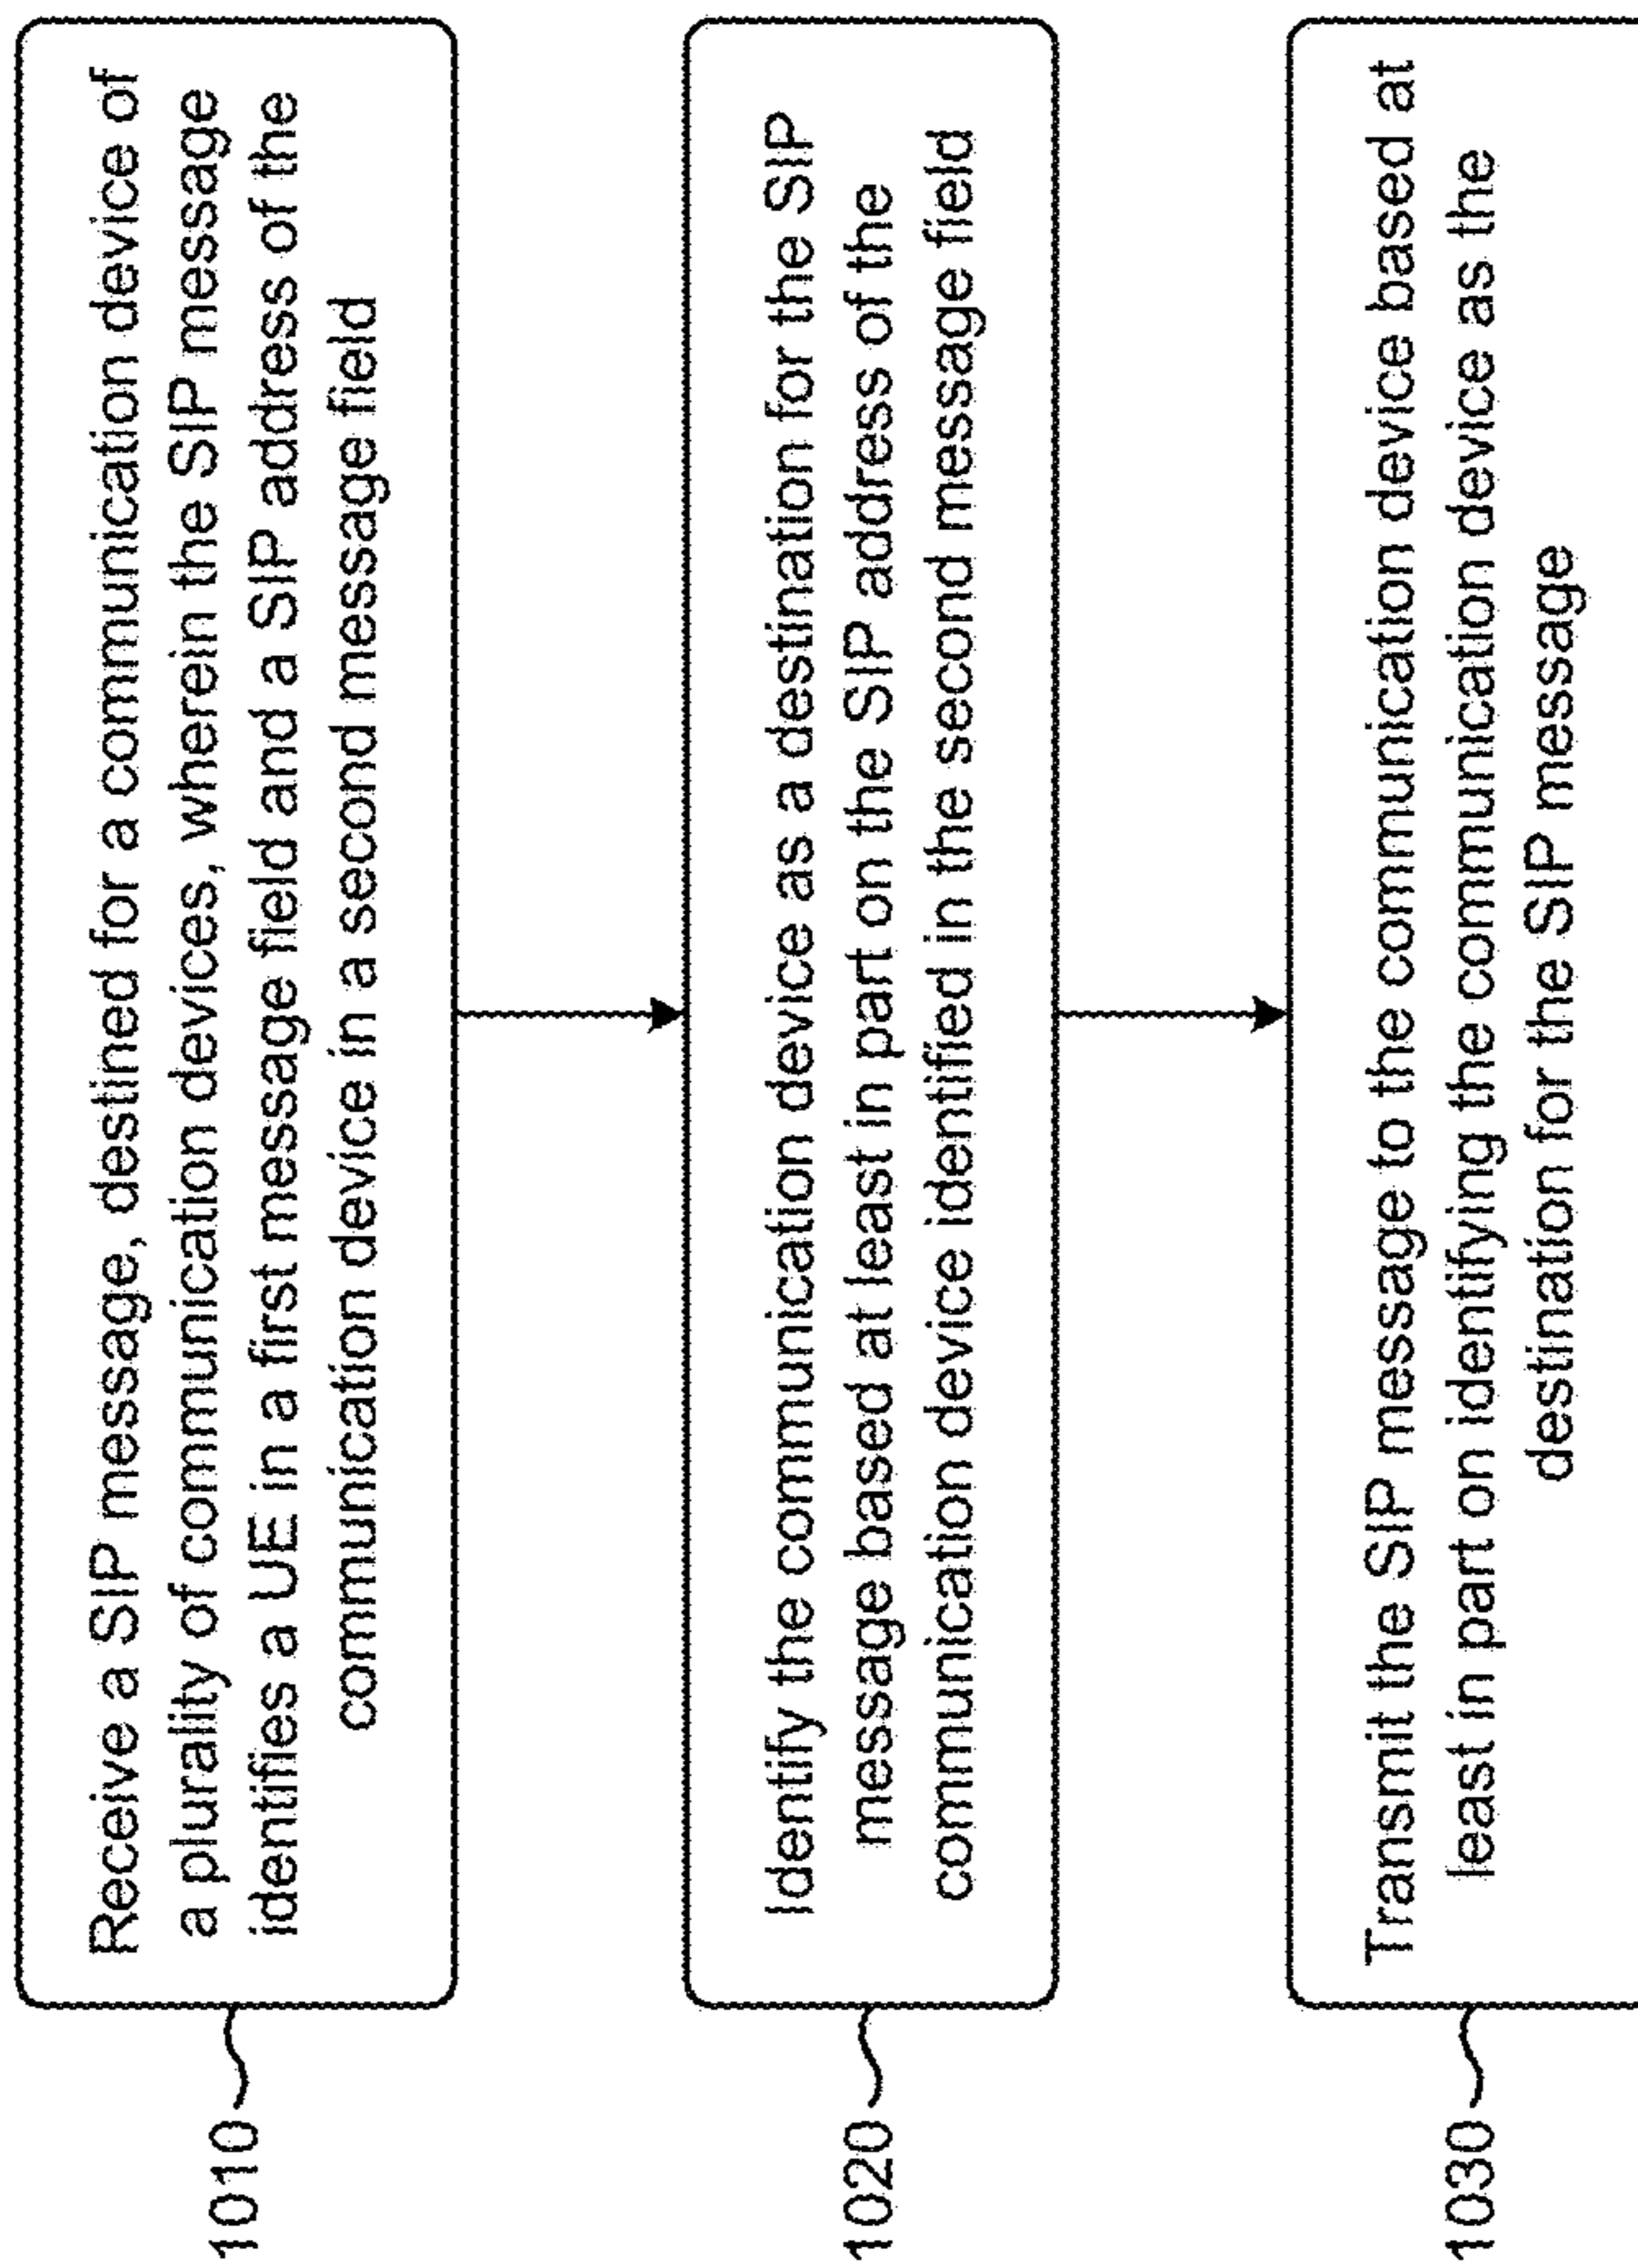 1010
Receive a SIP message, destined for a communication device of
a plurality of communication devices, wherein the SIP message
identifies a UE in a first message field and a SIP address of the
communication device in a second message field
1020
Identify the communication device as a destination for the SIP
message based at least in part on the SIP address of the
communication device identified in the second message field
1030
Transmit the SIP message to the communication device based at
least in part on identifying the communication device as the
destination for the SIP message